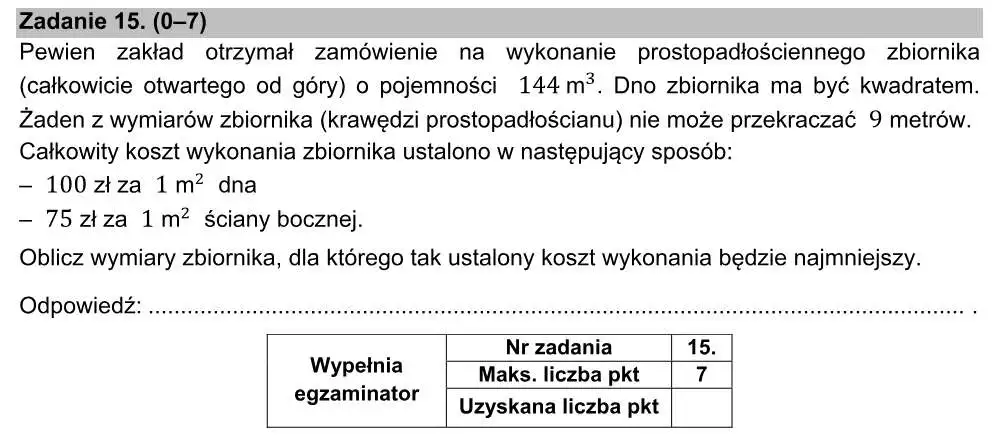 Zadanie 15. (0–7)
Pewien zakład otrzymał zamówienie na wykonanie prostopadłościennego zbiornika
(całkowicie otwartego od góry) o pojemności 144 m³. Dno zbiornika ma być kwadratem.
Żaden z wymiarów zbiornika (krawędzi prostopadłościanu) nie może przekraczać 9 metrów.
Całkowity koszt wykonania zbiornika ustalono w następujący sposób:
– 100 zł za 1 m² dna
– 75 zł za 1 m² ściany bocznej.
Oblicz wymiary zbiornika, dla którego tak ustalony koszt wykonania będzie najmniejszy.
Odpowiedź: ................................................................................................................................ .
Wypełnia egzaminator
Nr zadania 15.
Maks. liczba pkt 7
Uzyskana liczba pkt